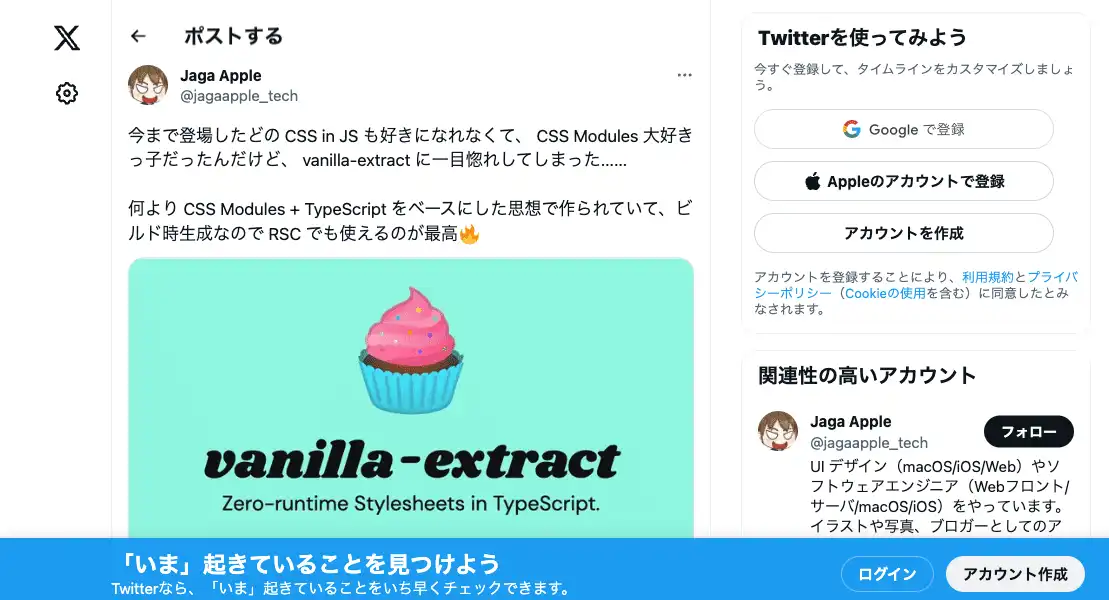 ポストする
Jaga Apple
@jagaapple_tech
今まで登場したどの CSS in JS も好きになれなくて、 CSS Modules 大好き
っ子だったんだけど、 vanilla-extract に一目惚れしてしまった......
何より CSS Modules + TypeScript をベースにした思想で作られていて、ビ
ルド時生成なので RSC でも使えるのが最高🔥
vanilla-extract
Zero-runtime Stylesheets in TypeScript.
Twitterを使ってみよう
今すぐ登録して、タイムラインをカスタマイズしましょ
う。
Google で登録
Appleのアカウントで登録
アカウントを作成
アカウントを登録することにより、利用規約とプライバ
シーポリシー（Cookieの使用を含む）に同意したとみ
なされます。
関連性の高いアカウント
Jaga Apple
@jagaapple_tech
フォロー
UI デザイン（macOS/iOS/Web）やソ
フトウェアエンジニア（Webフロント/
サーバ/macOS/iOS）をやっています。
イラストや写真、ブロガーとしてのア
「いま」起きていることを見つけよう
Twitterなら、「いま」起きていることをいち早くチェックできます。
ログイン
アカウント作成